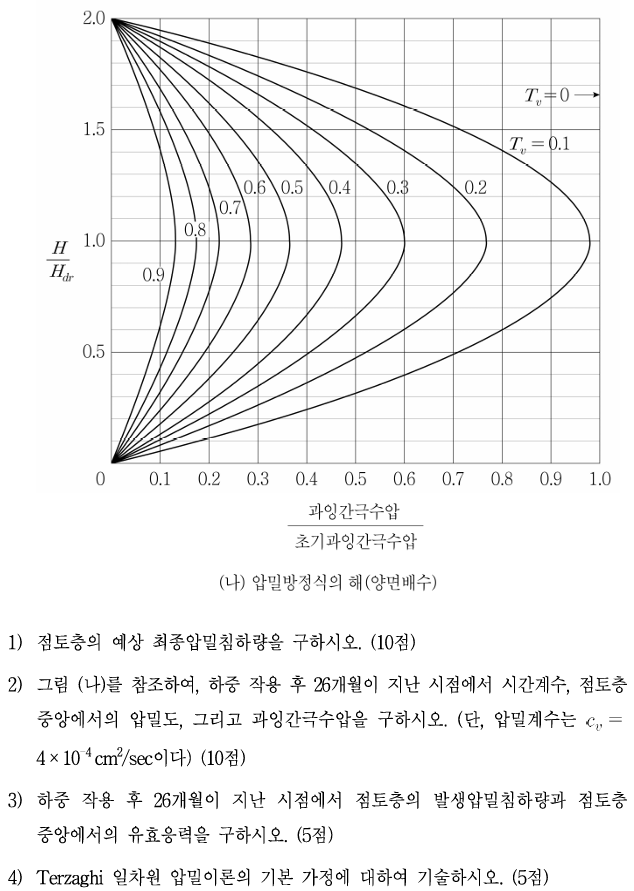 2.0
T_v = 0
1.5
T_v = 0.1
0.6 0.5 0.4 0.3 0.2
0.7
0.8
H
H_dr
1.0
0.9
0.5
0 0.1 0.2 0.3 0.4 0.5 0.6 0.7 0.8 0.9 1.0
과잉간극수압
초기과잉간극수압
(나) 압밀방정식의 해(양면배수)
1) 점토층의 예상 최종압밀침하량을 구하시오. (10점)
2) 그림 (나)를 참조하여, 하중 작용 후 26개월이 지난 시점에서 시간계수, 점토층
중앙에서의 압밀도, 그리고 과잉간극수압을 구하시오. (단, 압밀계수는 c_v =
4×10⁻⁴ cm²/sec이다) (10점)
3) 하중 작용 후 26개월이 지난 시점에서 점토층의 발생압밀침하량과 점토층
중앙에서의 유효응력을 구하시오. (5점)
4) Terzaghi 일차원 압밀이론의 기본 가정에 대하여 기술하시오. (5점)